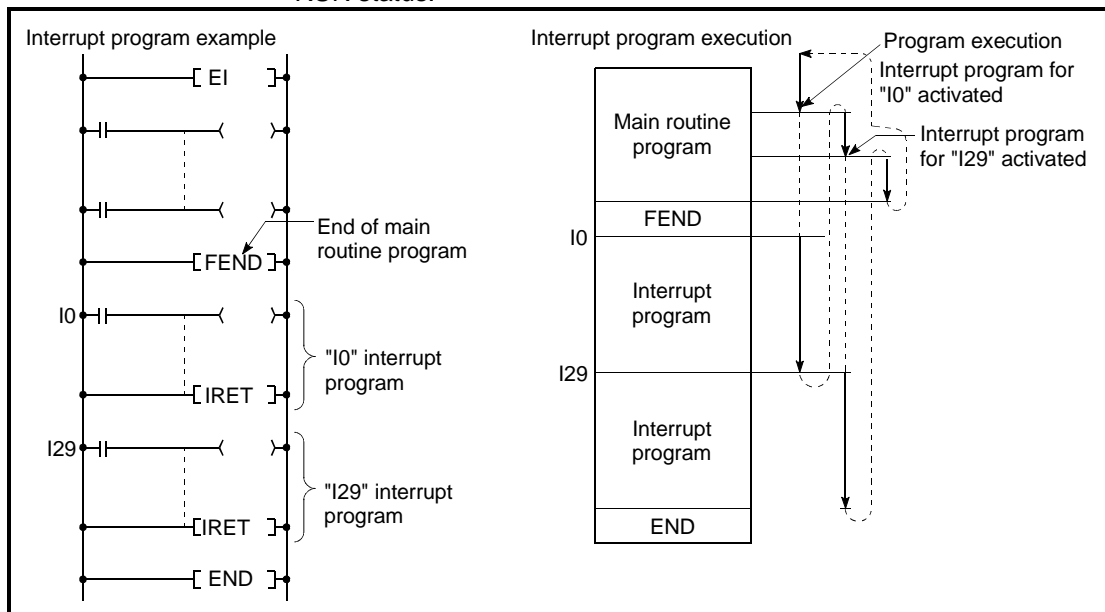 Interrupt program example
EI
FEND
End of main
routine program
I0
"I0" interrupt
program
IRET
I29
"I29" interrupt
program
IRET
END
Interrupt program execution
Program execution
Interrupt program for
"I0" activated
Interrupt program
for "I29" activated
Main routine
program
FEND
I0
Interrupt
program
I29
Interrupt
program
END